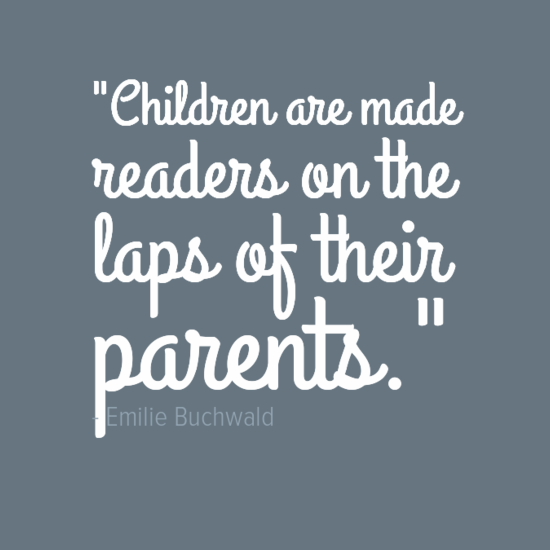 "Children are made
readers on the
laps of their
parents."
- Emilie Buchwald